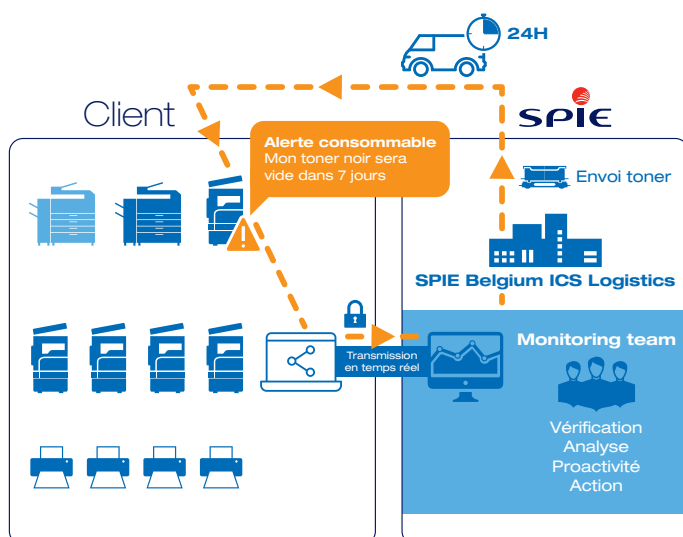 24H
Client
SPIE
Alerte consommable
Mon toner noir sera
vide dans 7 jours
Envoi toner
SPIE Belgium ICS Logistics
Transmission
en temps réel
Monitoring team
Vérification
Analyse
Proactivité
Action